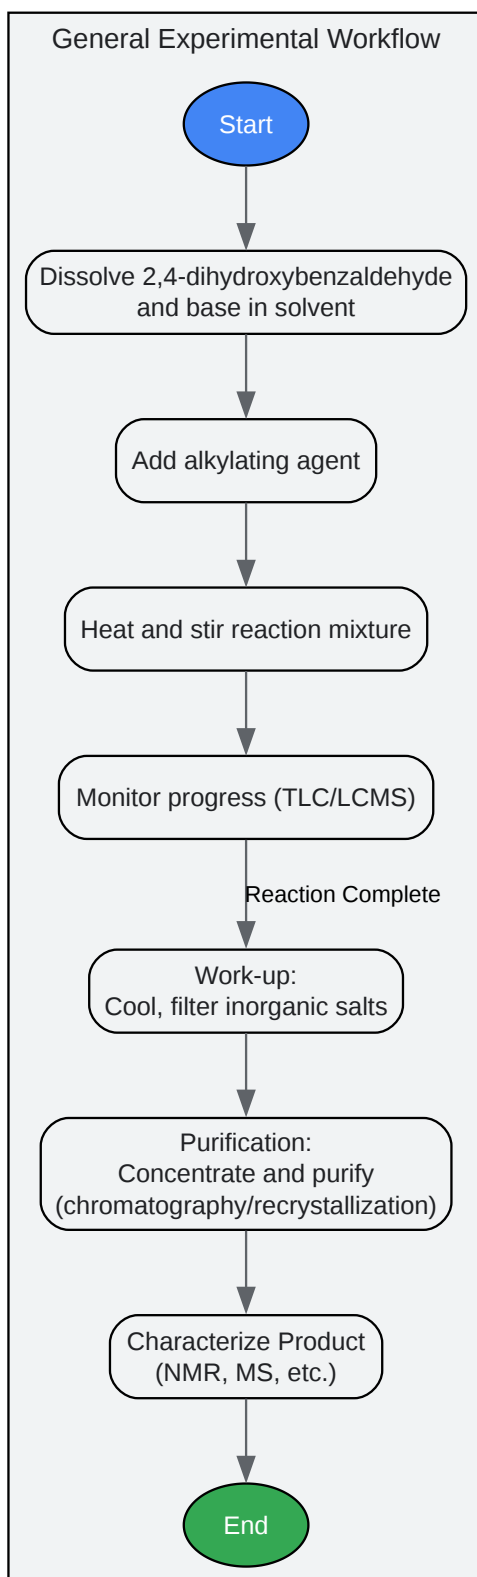 General Experimental Workflow
Start
Dissolve 2,4-dihydroxybenzaldehyde
and base in solvent
Add alkylating agent
Heat and stir reaction mixture
Monitor progress (TLC/LCMS)
Reaction Complete
Work-up:
Cool, filter inorganic salts
Purification:
Concentrate and purify
(chromatography/recrystallization)
Characterize Product
(NMR, MS, etc.)
End